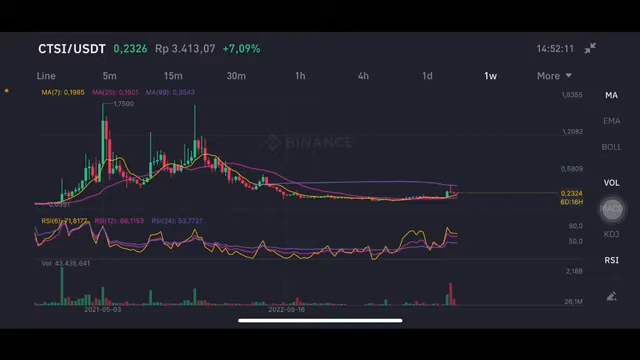 CTSI/USDT 0,2326 Rp 3.413,07 +7,09% 14:52:11
Line 5m 15m 30m 1h 4h 1d 1w More
MA(7): 0,1985 MA(25): 0,1501 MA(99): 0,3543
MA
EMA
BOLL
VOL
MACD
KDJ
RSI
1,7500
1,8355
1,2082
0,5809
0,2324
6D:16H
BINANCE
RSI(6): 71,8177 RSI(12): 66,1153 RSI(24): 53,7727
80,0
50,0
Vol: 43.435,641
2,18B
26,1M
2021-05-03 2022-05-16